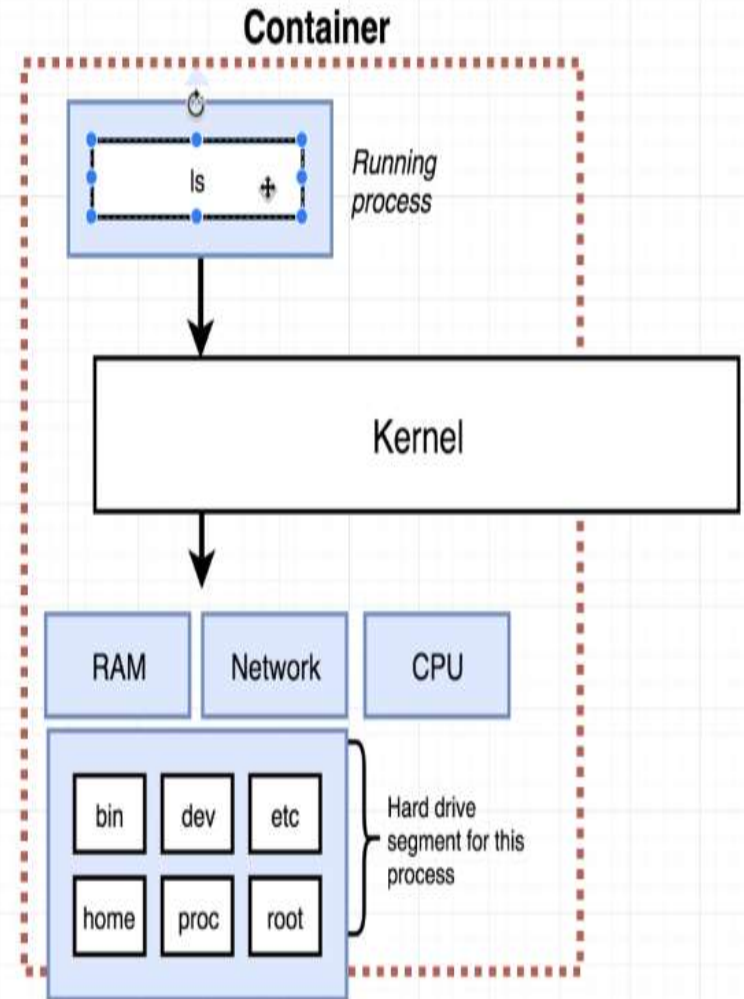 Container
ls
Running
process
Kernel
RAM
Network
CPU
bin
dev
etc
Hard drive
segment for this
process
home
proc
root